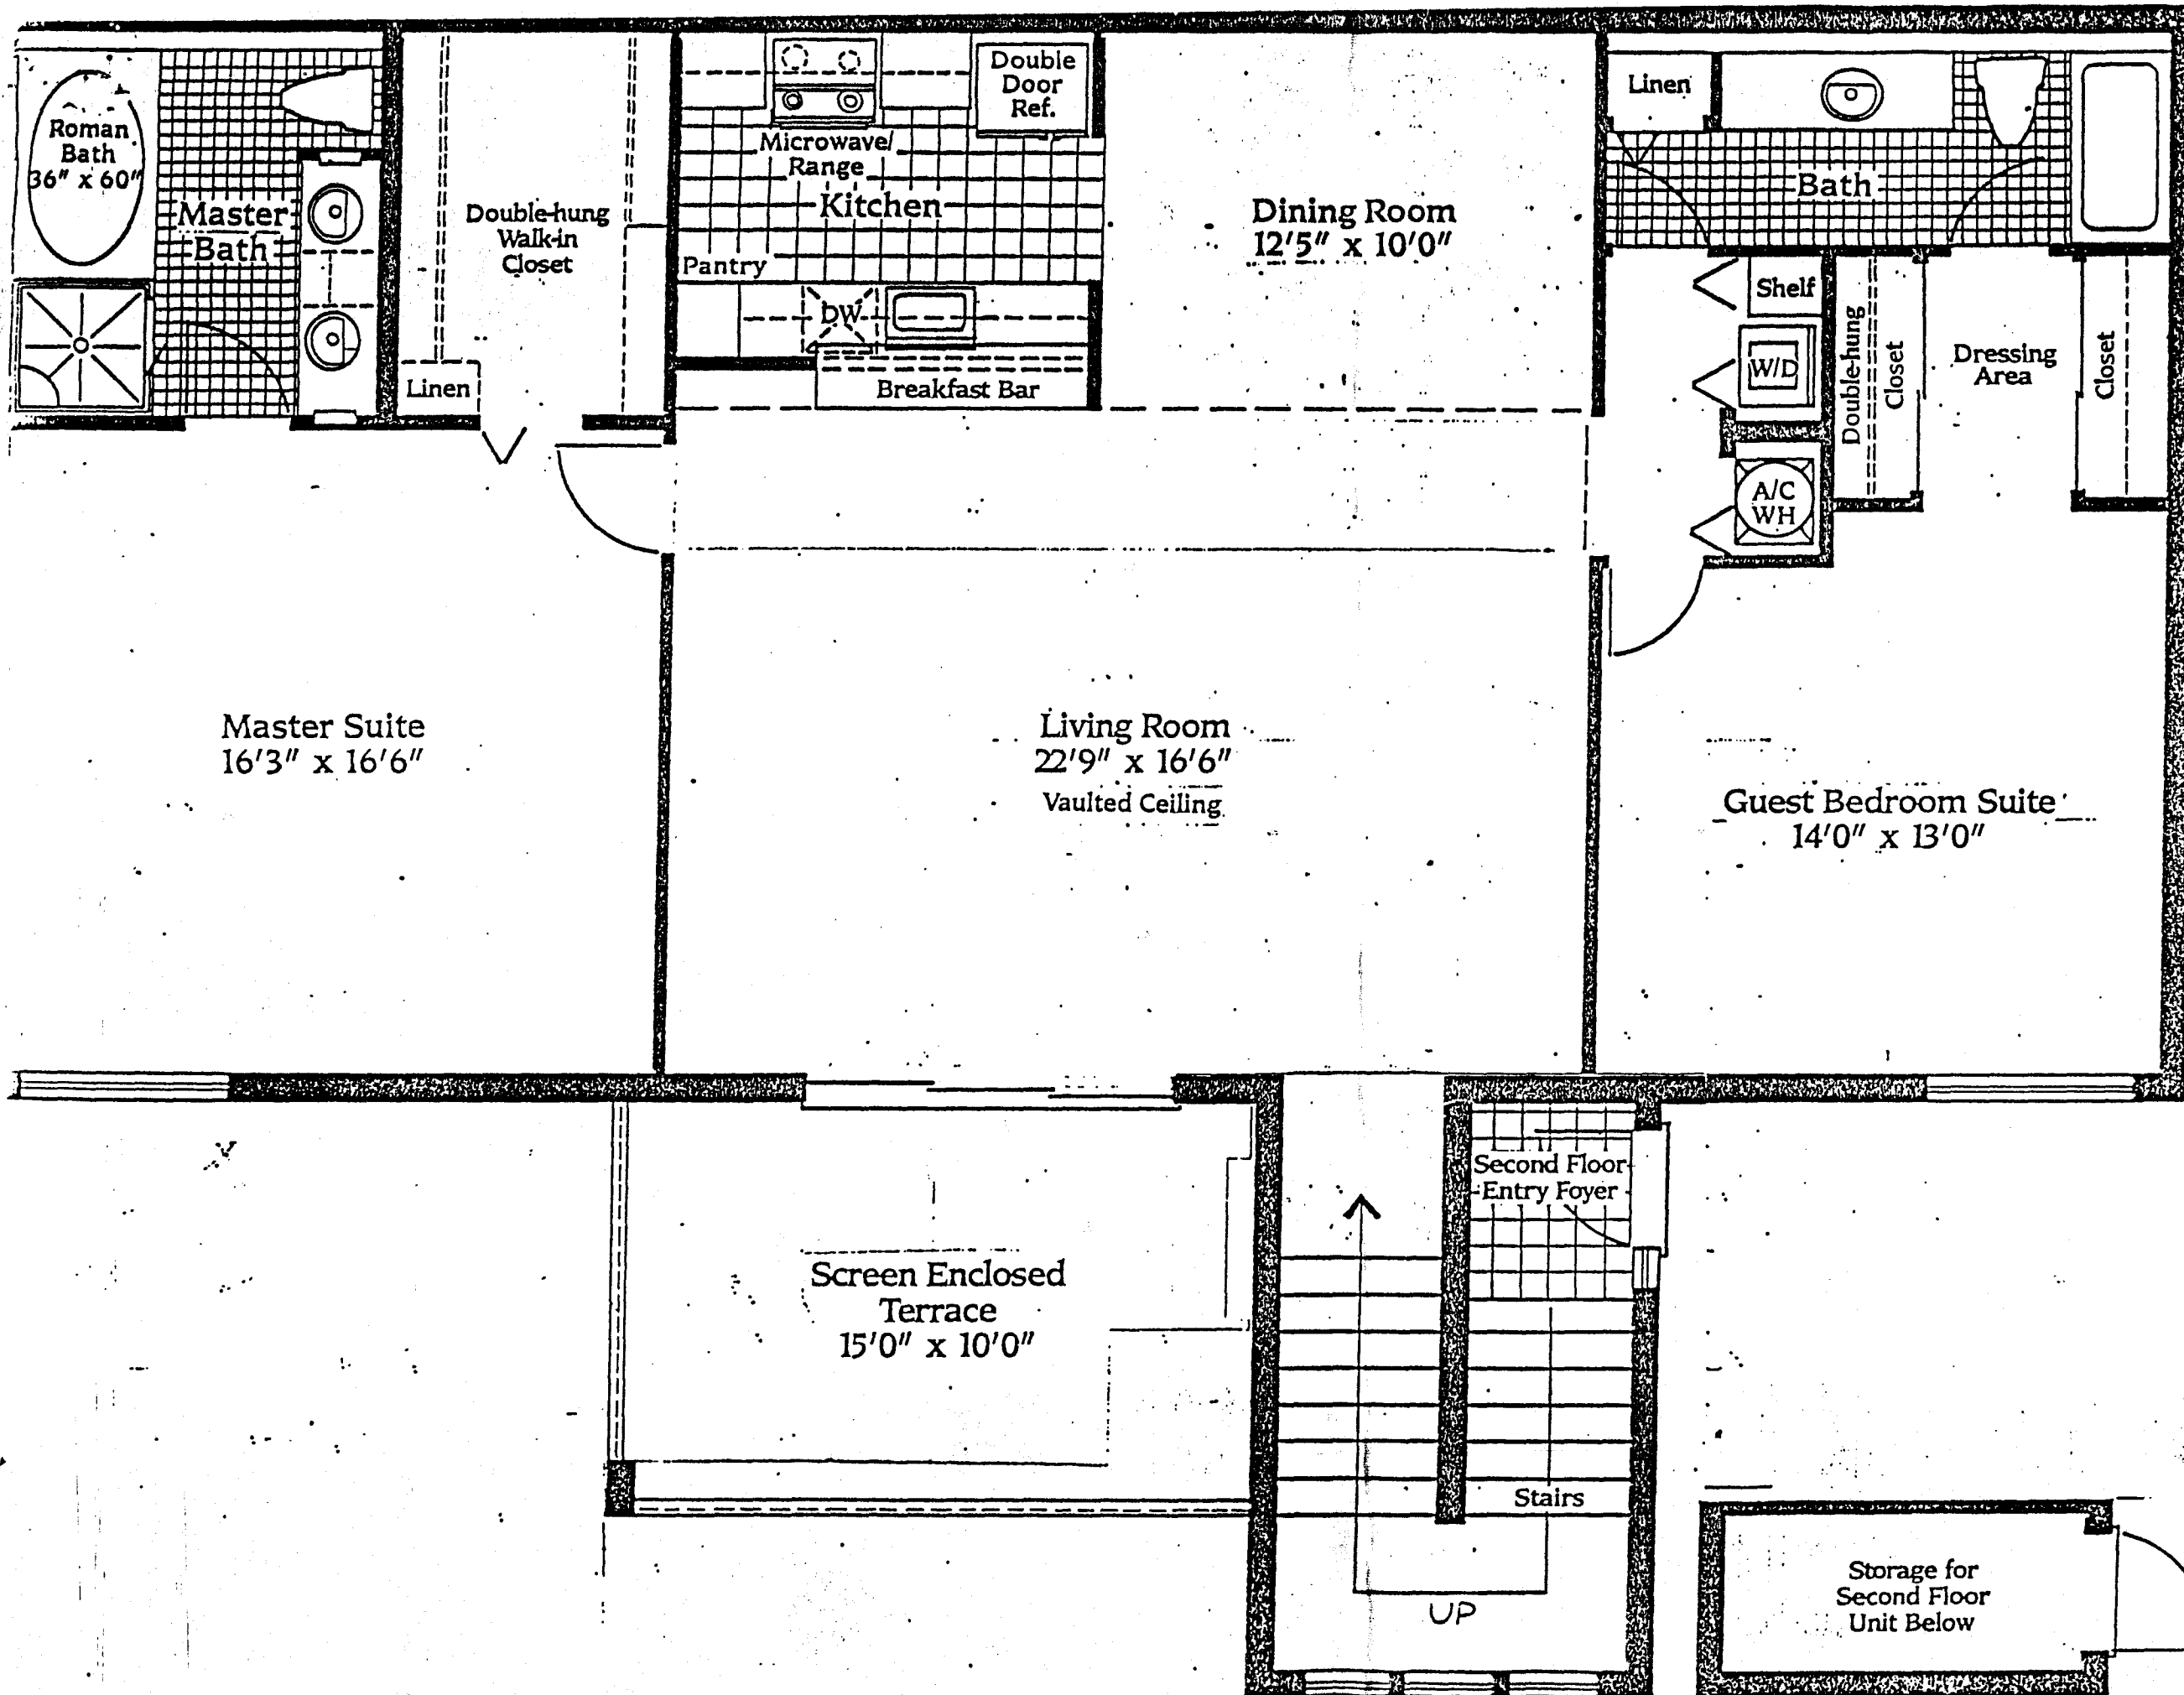 Roman
Bath
36" x 60"
Master
Bath
Double-hung
Walk-in
Closet
Linen
Double
Door
Ref.
Microwave/
Range
Kitchen
Pantry
DW
Breakfast Bar
Dining Room
12'5" x 10'0"
Linen
Bath
Shelf
W/D
A/C
WH
Double-hung
Closet
Dressing
Area
Closet
Master Suite
16'3" x 16'6"
Living Room
22'9" x 16'6"
Vaulted Ceiling
Guest Bedroom Suite
14'0" x 13'0"
Screen Enclosed
Terrace
15'0" x 10'0"
Second Floor
Entry Foyer
Stairs
UP
Storage for
Second Floor
Unit Below